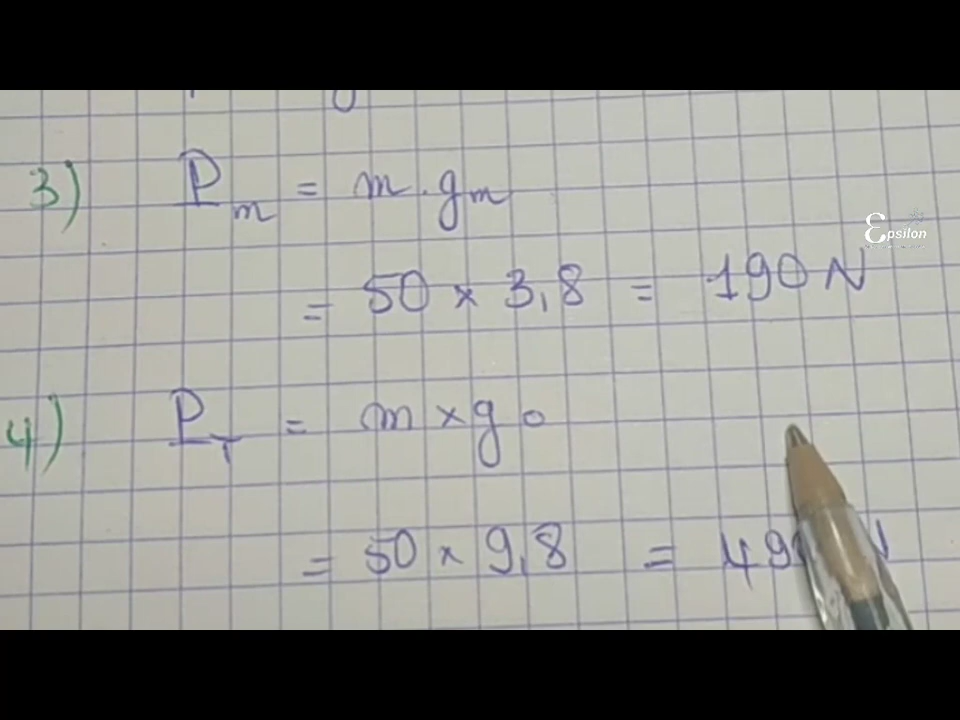 3) Pm = m . gm
Epsilon
= 50 × 3,8 = 190 N
4) PT = m × g0
= 50 × 9,8 =